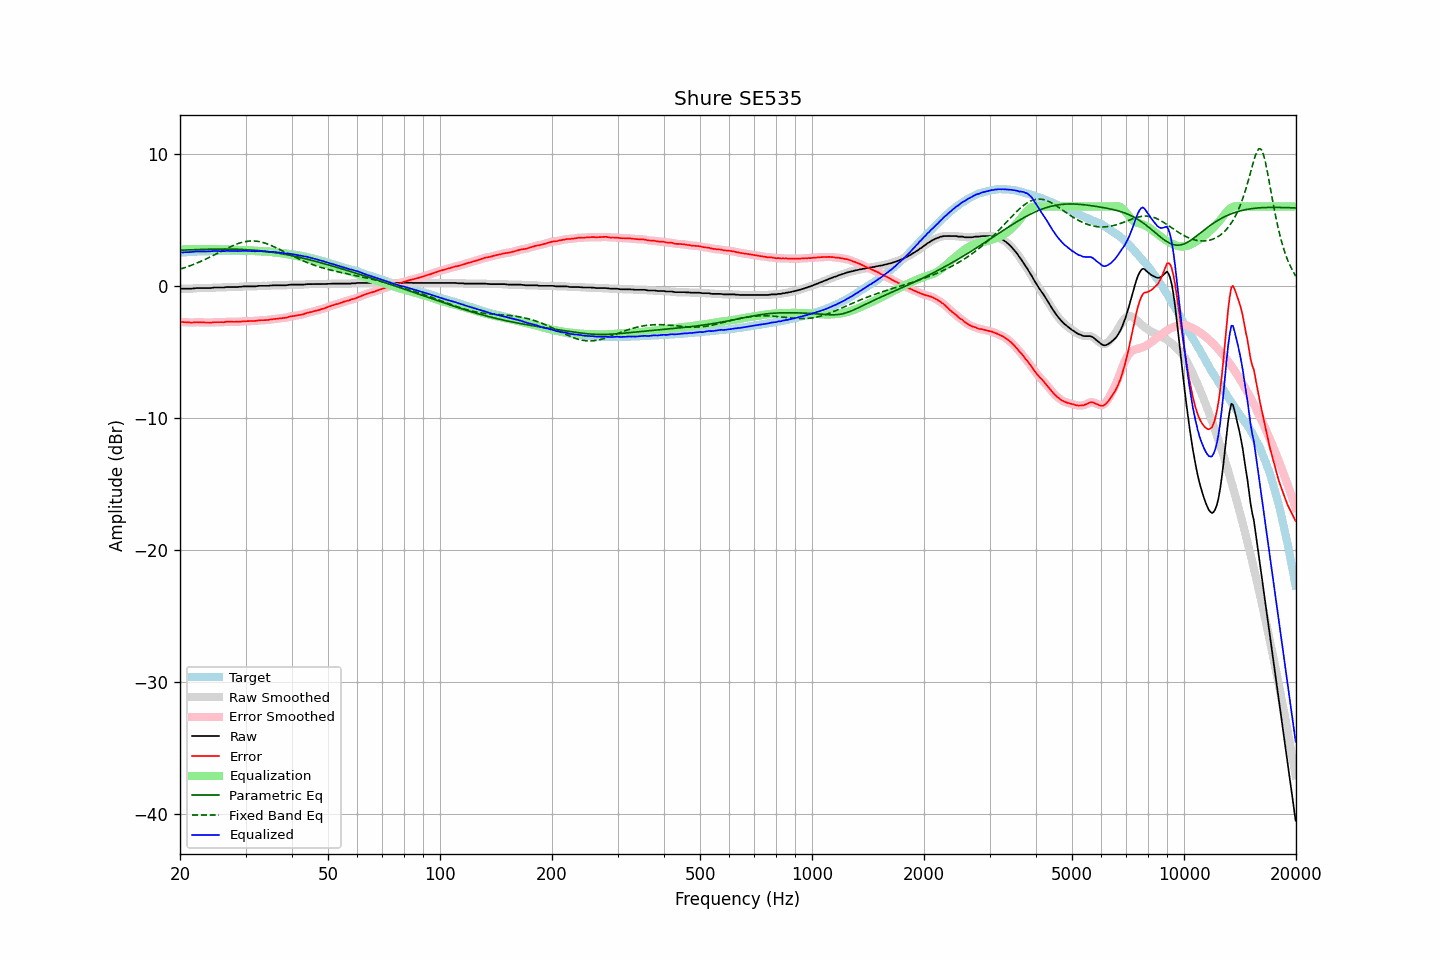 Shure SE535
10
0
−10
−20
−30
−40
Amplitude (dBr)
Target
Raw Smoothed
Error Smoothed
Raw
Error
Equalization
Parametric Eq
Fixed Band Eq
Equalized
20 50 100 200 500 1000 2000 5000 10000 20000
Frequency (Hz)